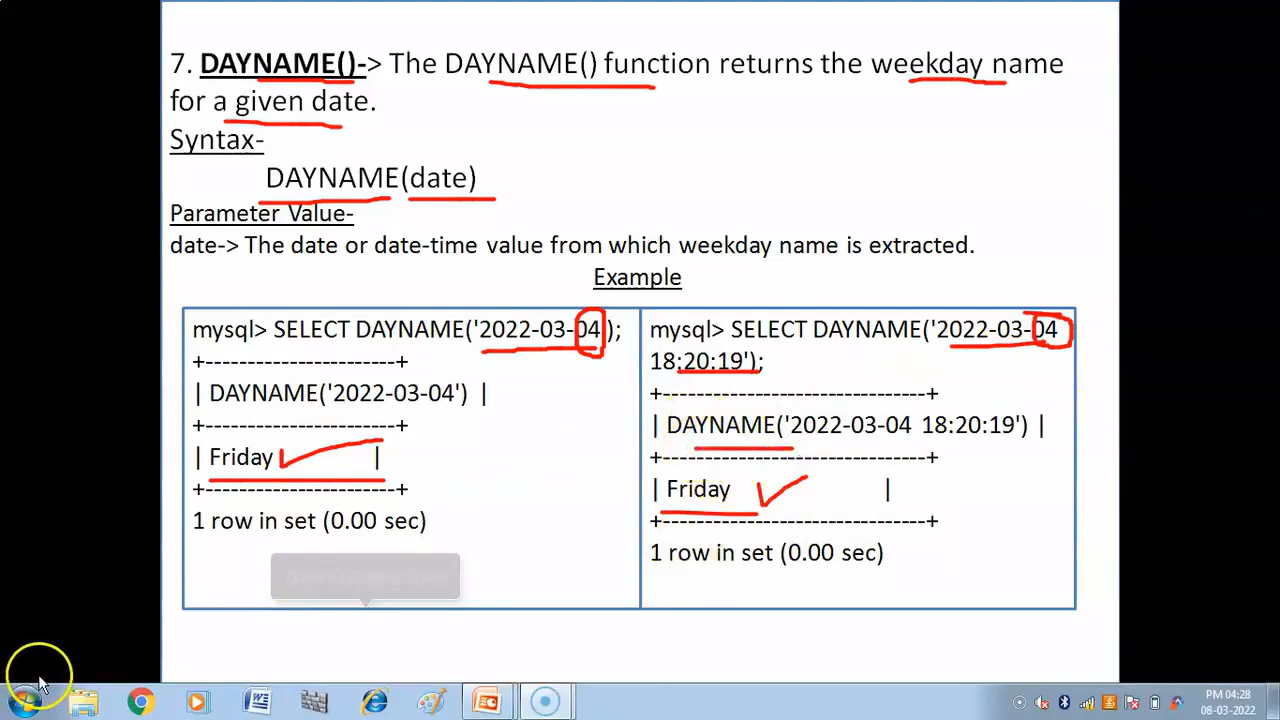 7. DAYNAME()-> The DAYNAME() function returns the weekday name
for a given date.
Syntax-
DAYNAME(date)
Parameter Value-
date-> The date or date-time value from which weekday name is extracted.
Example
mysql> SELECT DAYNAME('2022-03-04');
+-----------------------+
| DAYNAME('2022-03-04') |
+-----------------------+
| Friday |
+-----------------------+
1 row in set (0.00 sec)
mysql> SELECT DAYNAME('2022-03-04
18:20:19');
+--------------------------------+
| DAYNAME('2022-03-04 18:20:19') |
+--------------------------------+
| Friday |
+--------------------------------+
1 row in set (0.00 sec)
PM 04:28
08-03-2022